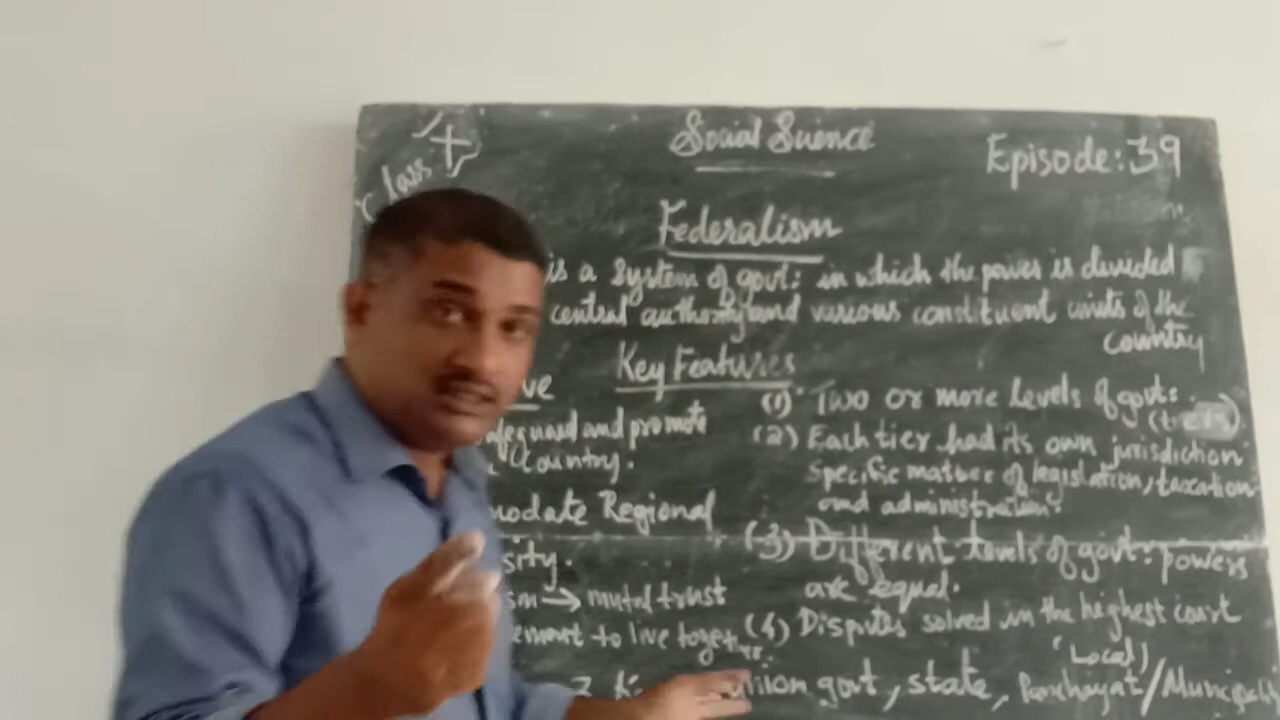 Class X
Social Science
Episode: 39
Federalism
is a System of govt: in which the power is divided
central authority and various constituent units of the
country
Key Features
ve
afeguard and promote
Country.
modate Regional
sity.
sm → mutal trust
ement to live together.
(1) Two or more levels of govt:
(tiers)
(2) Each tier had its own jurisdiction
specific matter of legislation, taxation
and administration.
(3) Different levels of govt: powers
are equal.
(4) Disputes solved in the highest court
(Local)
union govt, state, Panchayat/Municipali